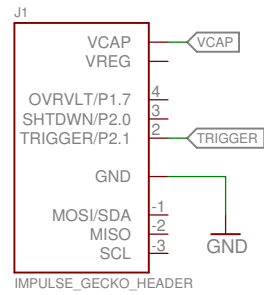 J1
VCAP VCAP
VREG
OVRVLT/P1.7 4
SHTDWN/P2.0 3
TRIGGER/P2.1 2 TRIGGER
GND
MOSI/SDA -1
MISO -2
SCL -3
GND
IMPULSE_GECKO_HEADER